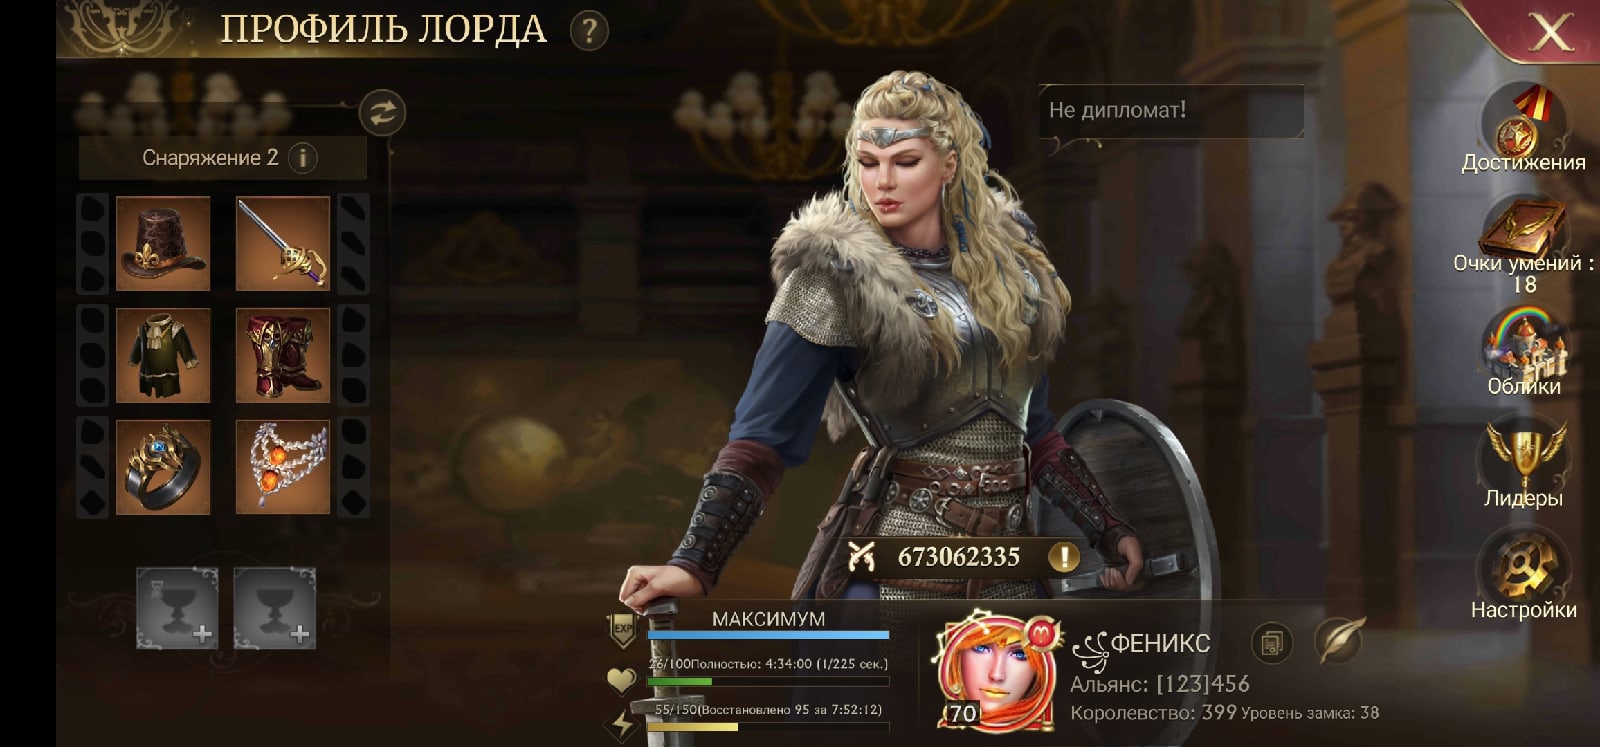 ПРОФИЛЬ ЛОРДА ?
Снаряжение 2 i
Не дипломат!
Достижения
Очки умений :
18
Облики
Лидеры
Настройки
673062335 !
EXP
МАКСИМУМ
26/100Полностью: 4:34:00 (1/225 сек.)
55/150(Восстановлено 95 за 7:52:12)
70
ФЕНИКС
Альянс: [123]456
Королевство: 399 Уровень замка: 38